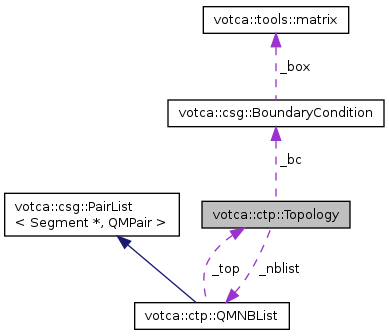 votca::tools::matrix
_box
votca::csg::BoundaryCondition
_bc
votca::csg::PairList
< Segment *, QMPair >
votca::ctp::Topology
_top
_nblist
votca::ctp::QMNBList